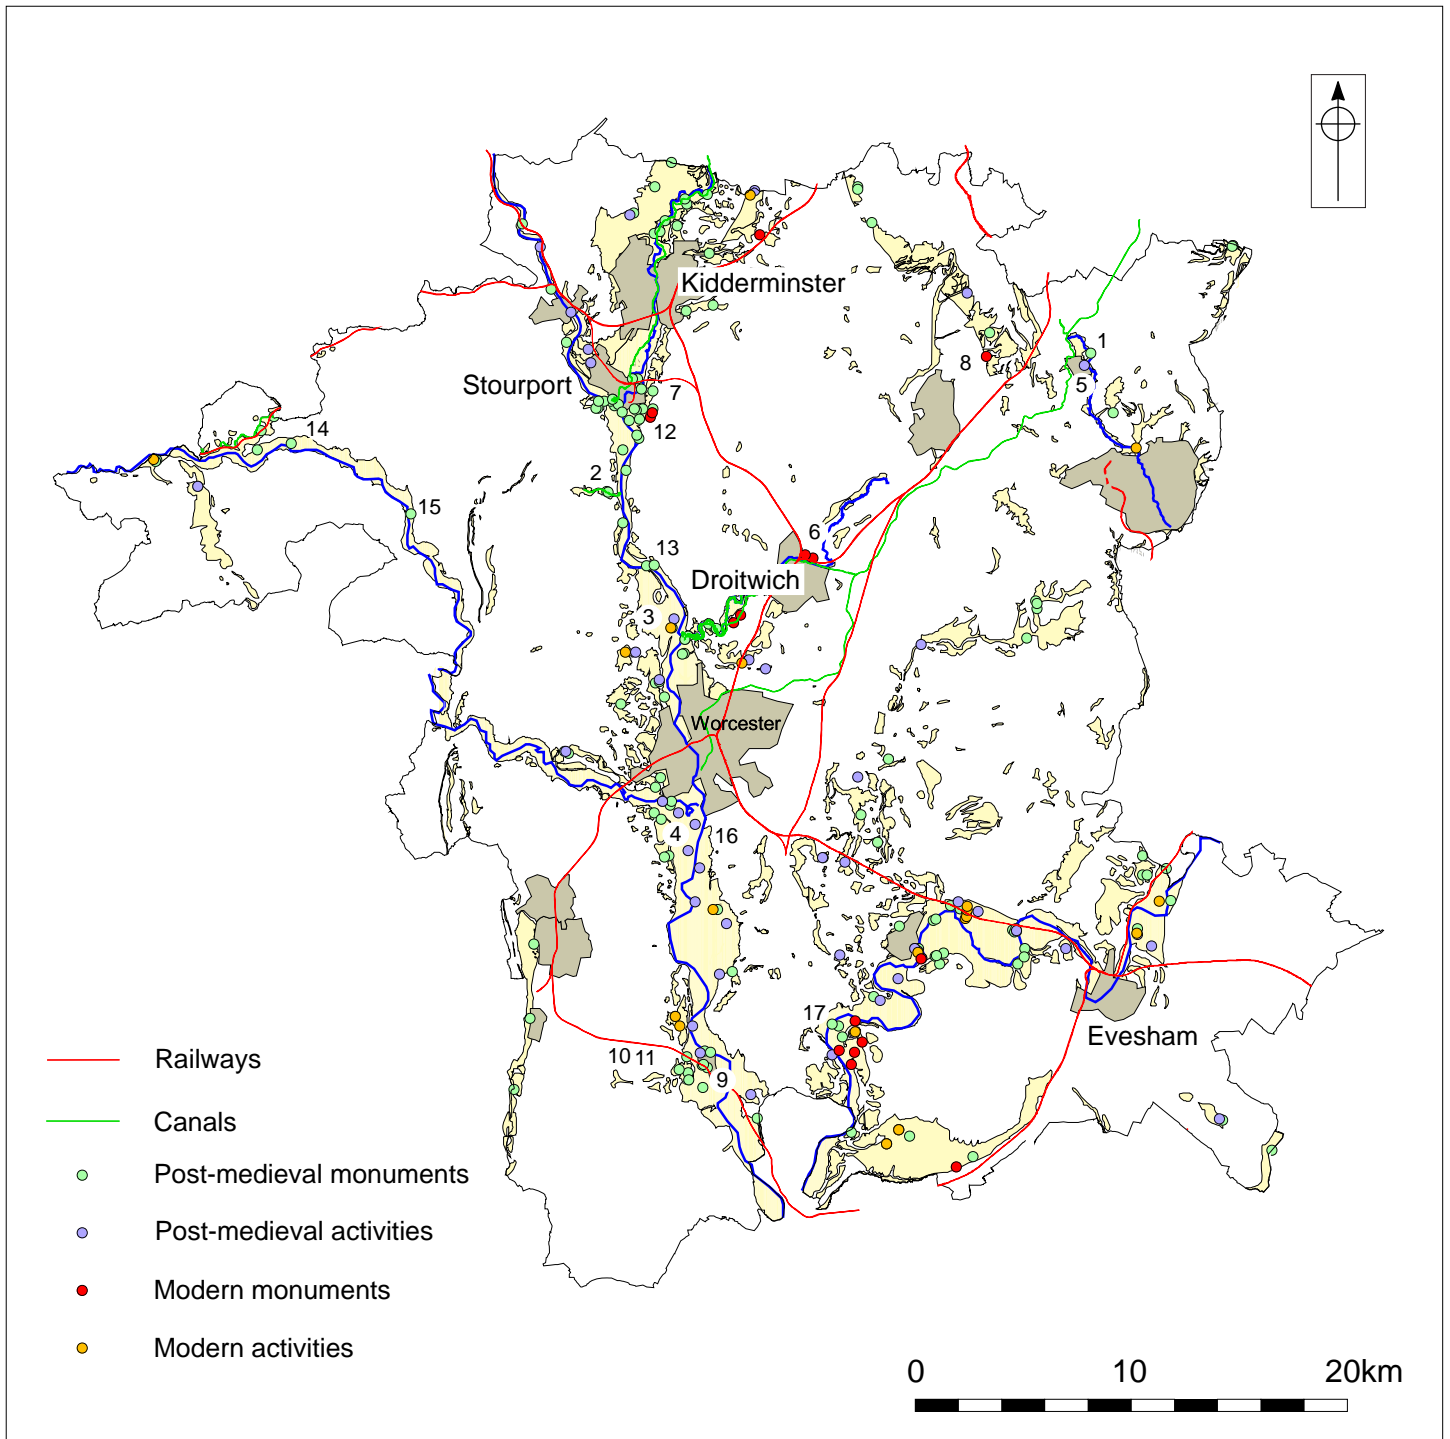 Kidderminster
1
8
5
Stourport
7
12
14
2
15
6
13
Droitwich
3
Worcester
4
16
17
Evesham
10 11
9
Railways
Canals
Post-medieval monuments
Post-medieval activities
Modern monuments
Modern activities
0 10 20km